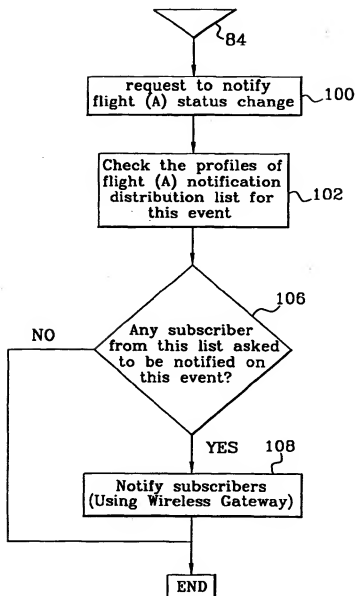 84
request to notify
flight (A) status change
100
Check the profiles of
flight (A) notification
distribution list for
this event
102
106
Any subscriber
from this list asked
to be notified on
this event?
NO
YES
108
Notify subscribers
(Using Wireless Gateway)
END